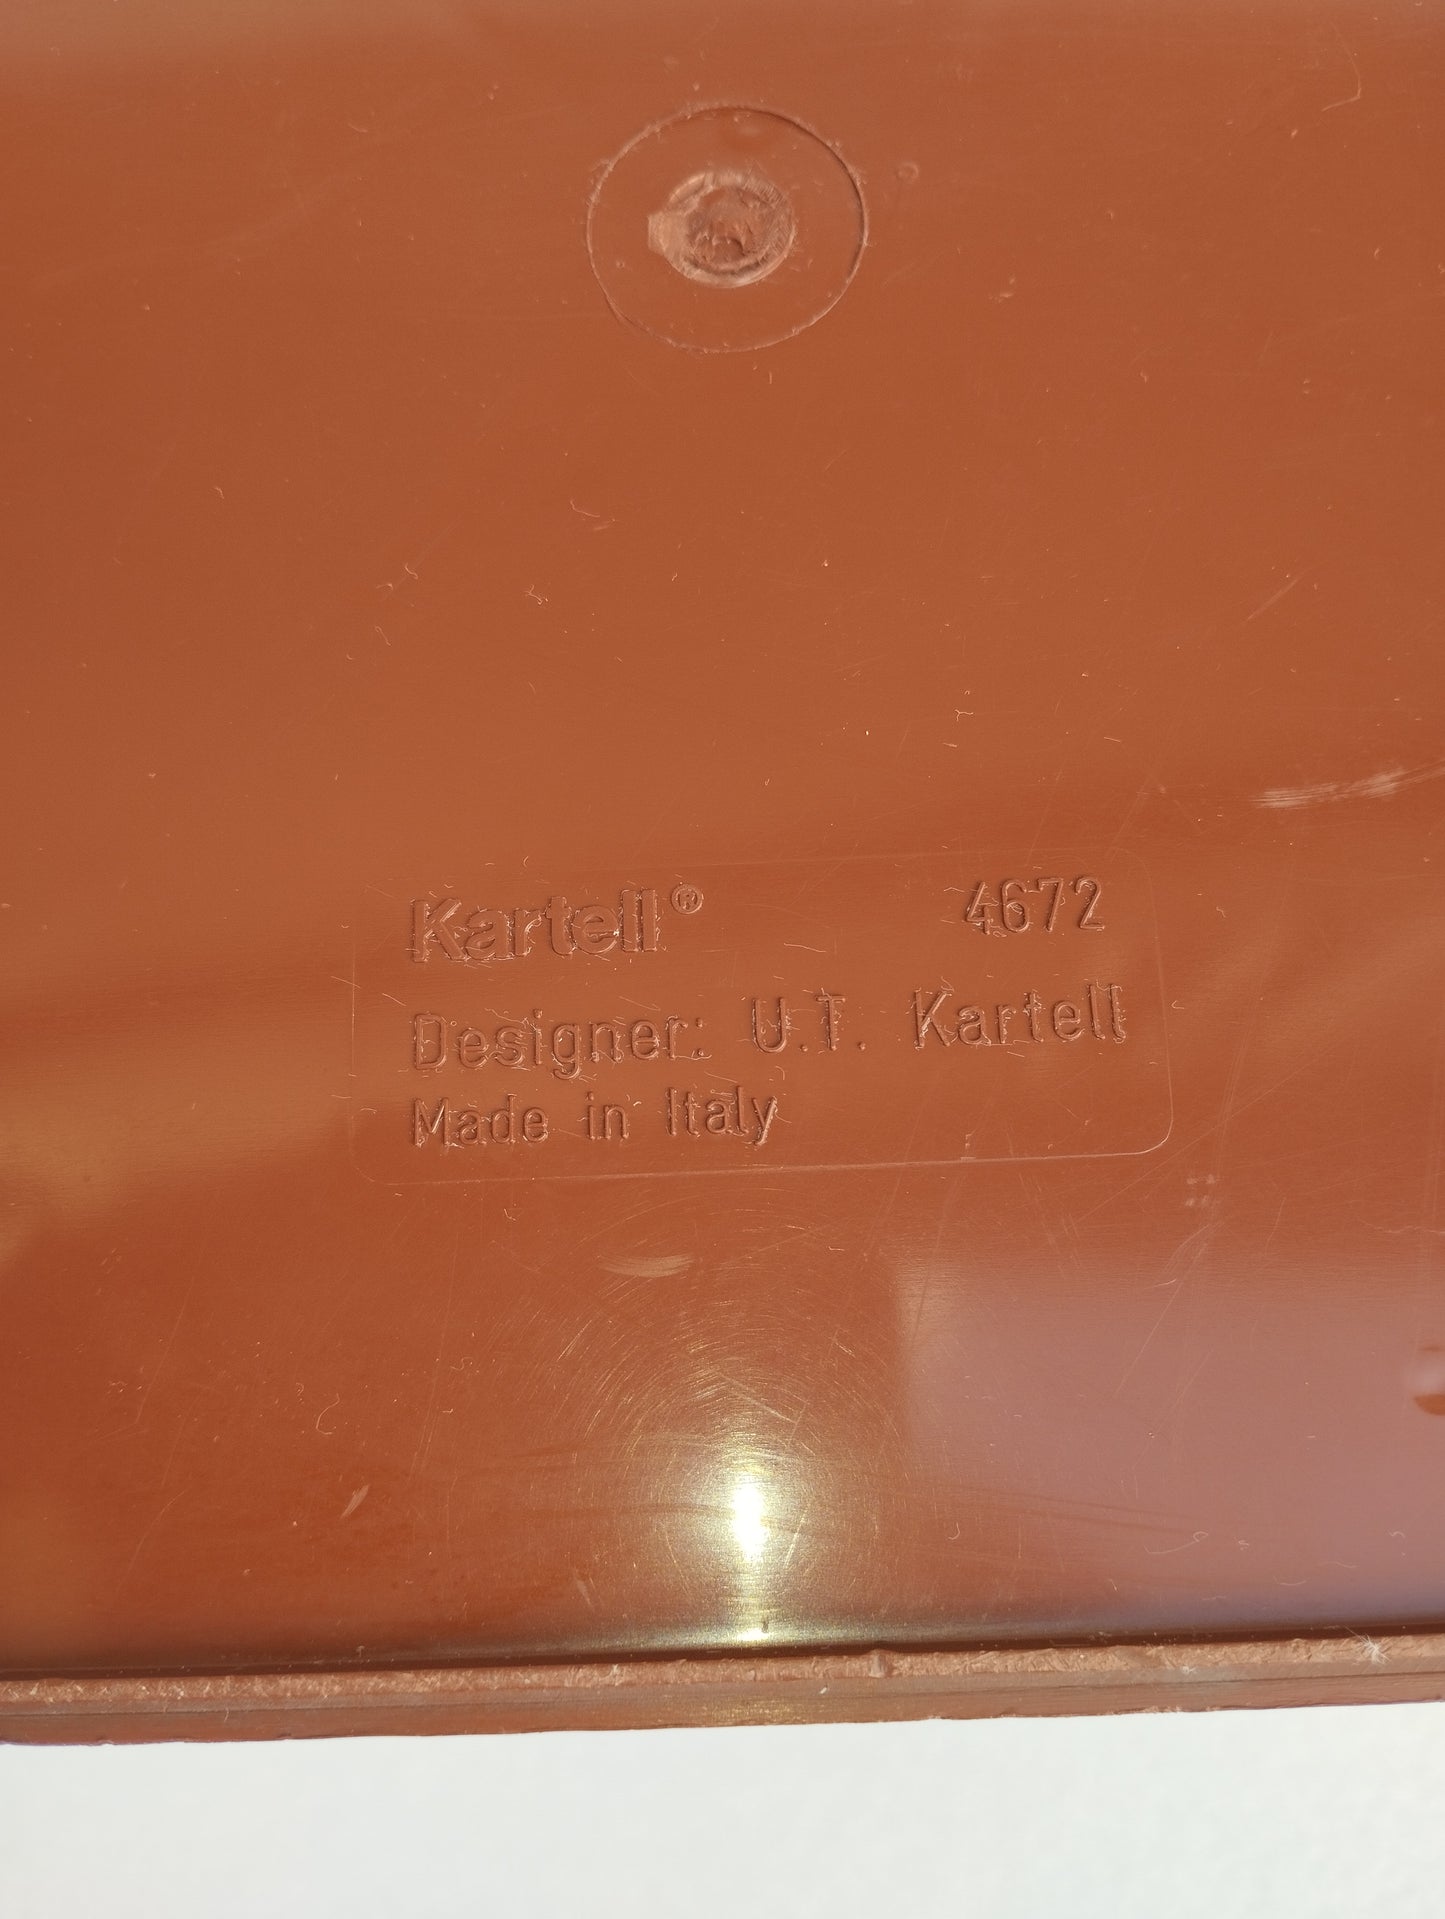 Kartell® 4672
Designer: U.T. Kartell
Made in Italy